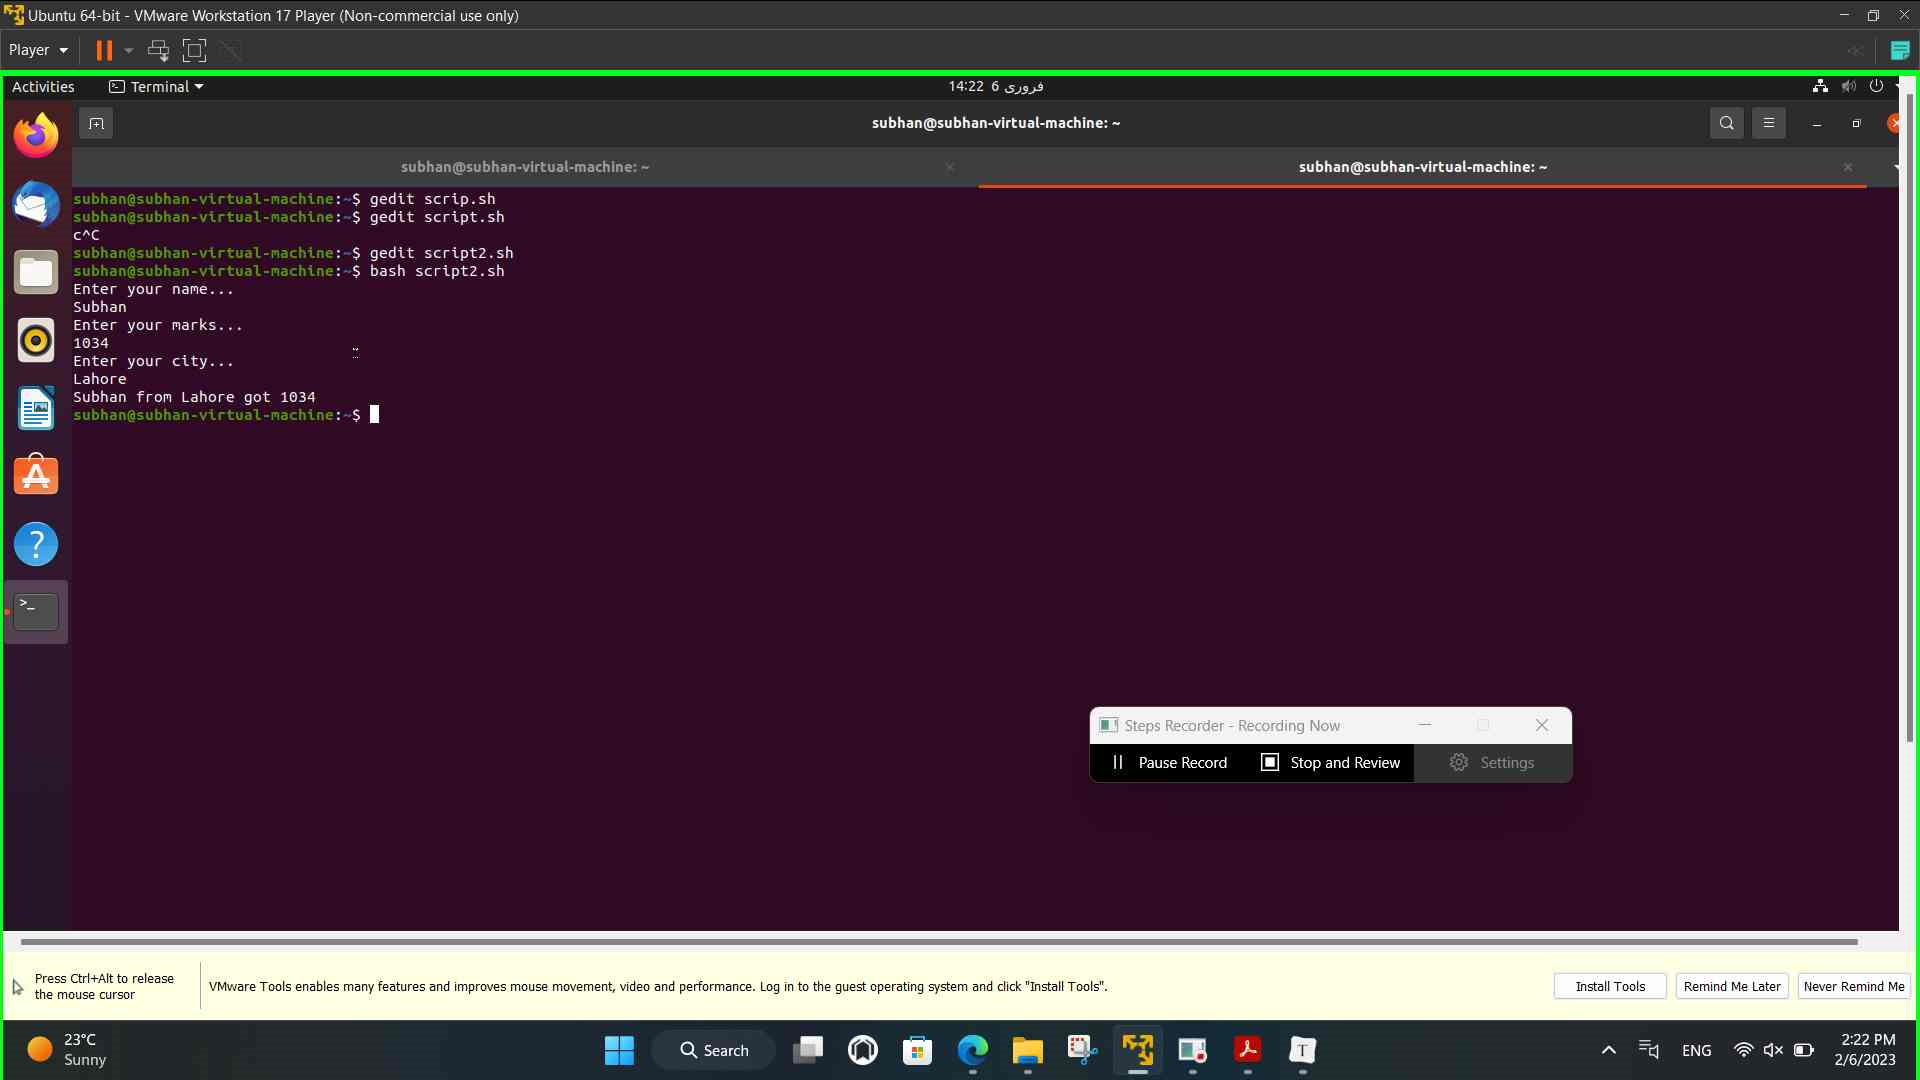 Ubuntu 64-bit - VMware Workstation 17 Player (Non-commercial use only)
Player
Activities
Terminal
14:22 6 فروری
subhan@subhan-virtual-machine: ~
subhan@subhan-virtual-machine: ~
subhan@subhan-virtual-machine: ~
subhan@subhan-virtual-machine:~$ gedit scrip.sh
subhan@subhan-virtual-machine:~$ gedit script.sh
c^C
subhan@subhan-virtual-machine:~$ gedit script2.sh
subhan@subhan-virtual-machine:~$ bash script2.sh
Enter your name...
Subhan
Enter your marks...
1034
Enter your city...
Lahore
Subhan from Lahore got 1034
subhan@subhan-virtual-machine:~$
Steps Recorder - Recording Now
Pause Record
Stop and Review
Settings
Press Ctrl+Alt to release
the mouse cursor
VMware Tools enables many features and improves mouse movement, video and performance. Log in to the guest operating system and click "Install Tools".
Install Tools
Remind Me Later
Never Remind Me
23°C
Sunny
Search
ENG
2:22 PM
2/6/2023